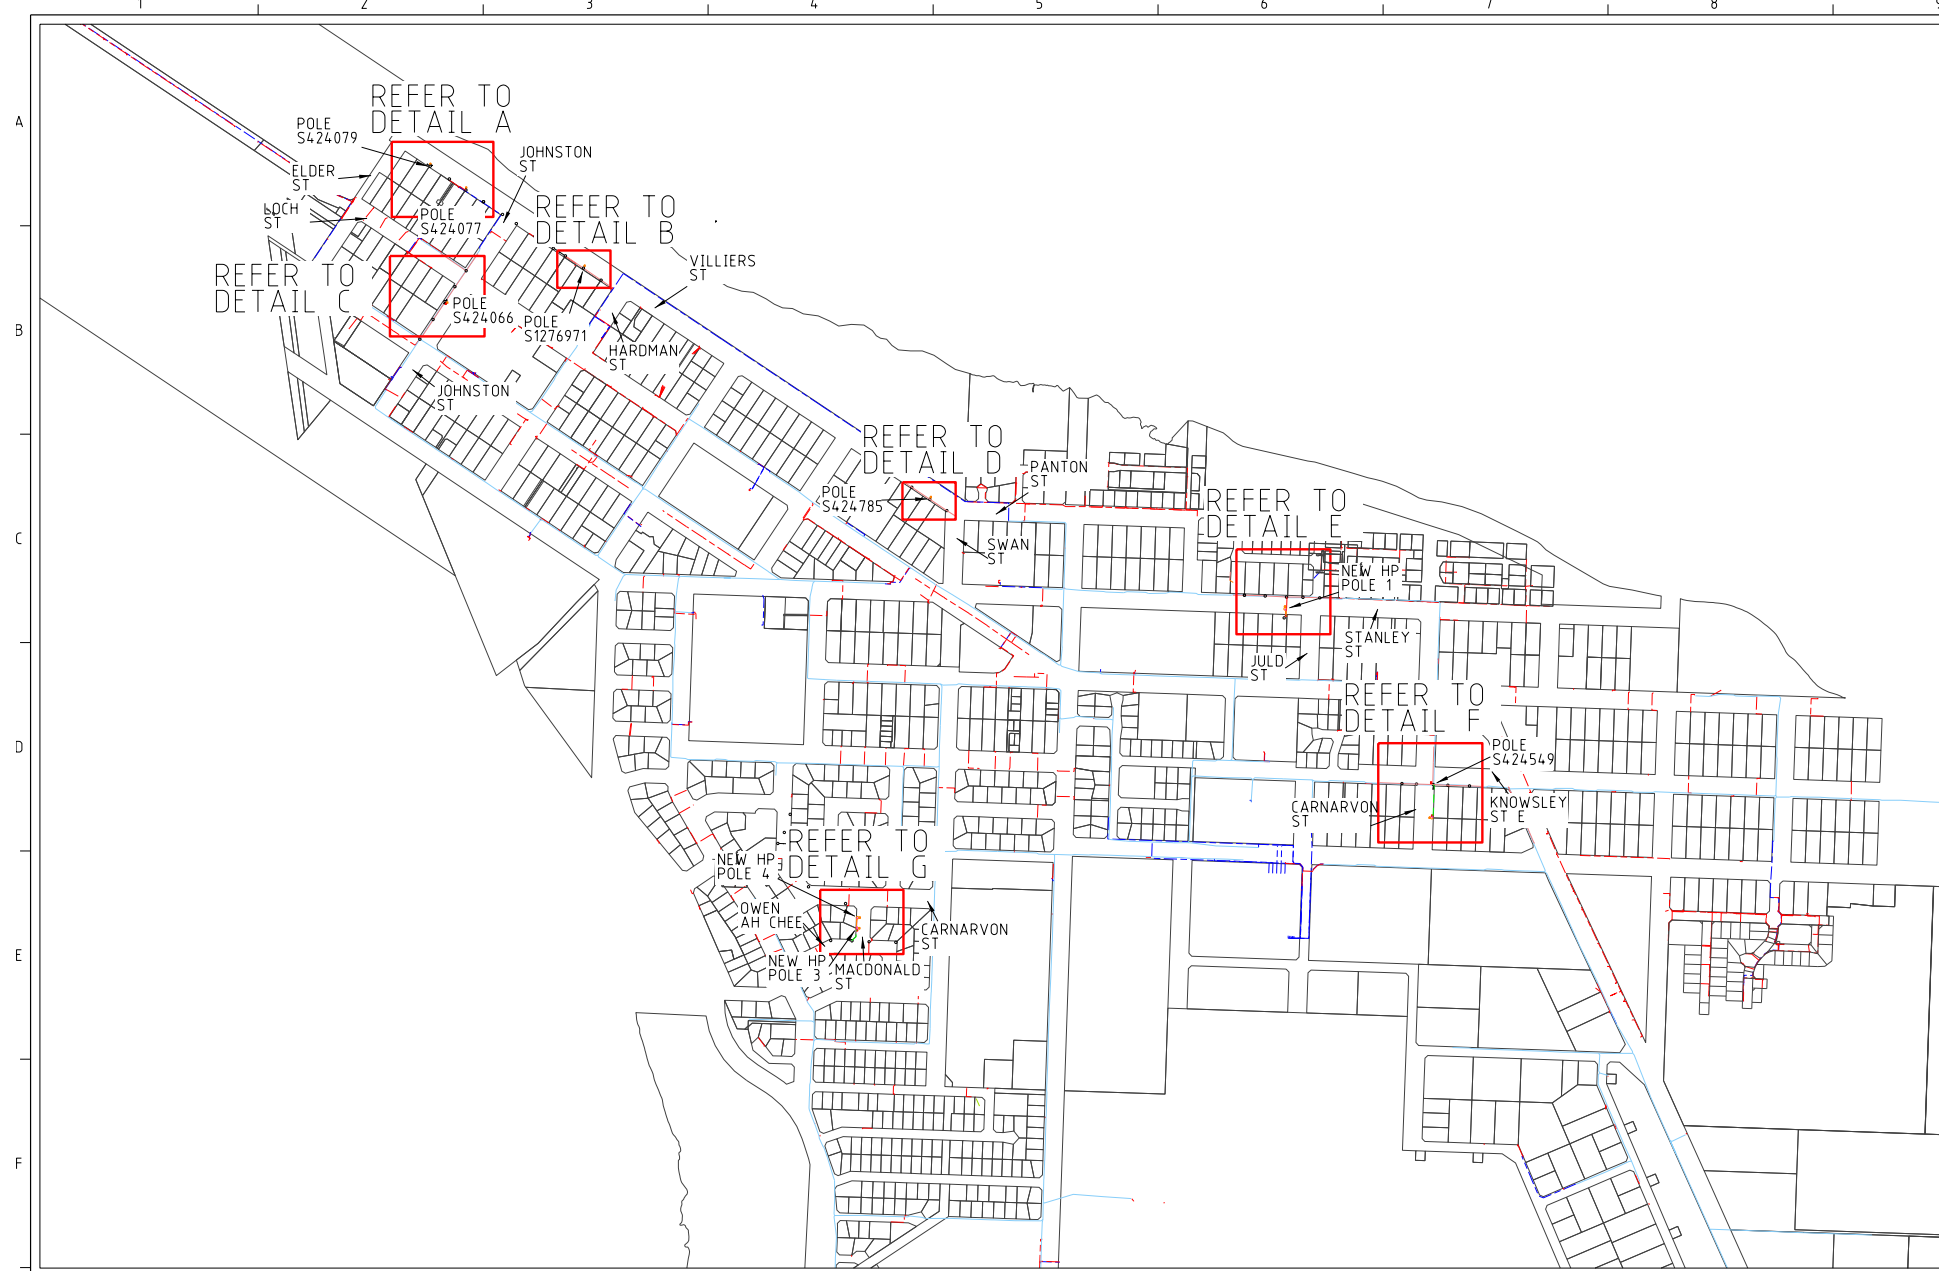 1 2 3 4 5 6 7 8 9
A
B
C
D
E
F
REFER TO
DETAIL A
POLE
S424079
ELDER
ST
LOCH
ST
JOHNSTON
ST
POLE
S424077
REFER TO
DETAIL B
VILLIERS
ST
REFER TO
DETAIL C
POLE
S424066
POLE
S1276971
HARDMAN
ST
JOHNSTON
ST
REFER TO
DETAIL D
POLE
S424785
PANTON
ST
SWAN
ST
REFER TO
DETAIL E
NEW HP
POLE 1
STANLEY
ST
JULD
ST
REFER TO
DETAIL F
POLE
S424549
CARNARVON
ST
KNOWSLEY
ST E
REFER TO
DETAIL G
NEW HP
POLE 4
OWEN
AH CHEE
CARNARVON
ST
NEW HP
POLE 3
MACDONALD
ST